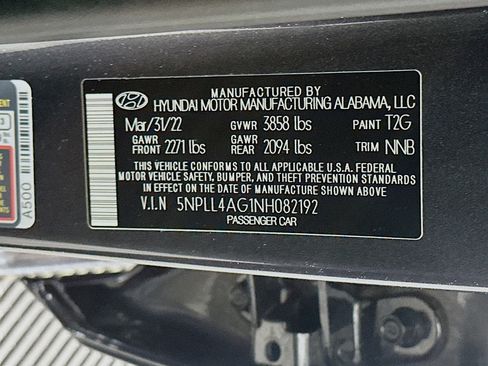 MANUFACTURED BY
HYUNDAI MOTOR MANUFACTURING ALABAMA, LLC
Mar/31/22 GVWR 3858 lbs PAINT T2G
GAWR FRONT 2271 lbs GAWR REAR 2094 lbs TRIM NNB
THIS VEHICLE CONFORMS TO ALL APPLICABLE U.S.A. FEDERAL
MOTOR VEHICLE SAFETY, BUMPER, AND THEFT PREVENTION STANDARDS
IN EFFECT ON THE DATE OF MANUFACTURE SHOWN ABOVE
V.I.N 5NPLL4AG1NH082192
PASSENGER CAR
A500